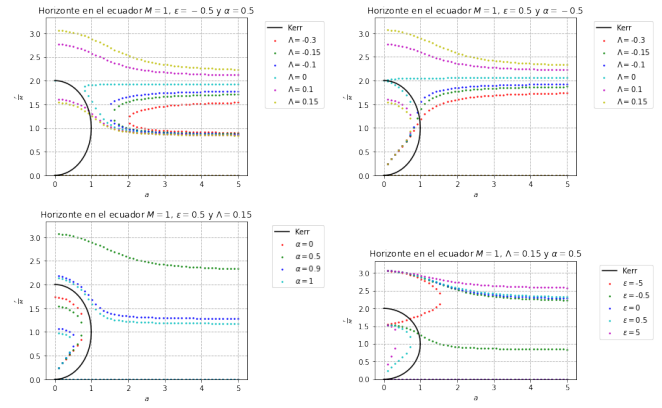 Horizonte en el ecuador M = 1, ε = − 0.5 y α = 0.5
3.0
2.5
2.0
1.5
1.0
0.5
0.0
0 1 2 3 4 5
a
Kerr
Λ = -0.3
Λ = -0.15
Λ = -0.1
Λ = 0
Λ = 0.1
Λ = 0.15
Horizonte en el ecuador M = 1, ε = 0.5 y α = − 0.5
3.0
2.5
2.0
1.5
1.0
0.5
0.0
0 1 2 3 4 5
a
Kerr
Λ = -0.3
Λ = -0.15
Λ = -0.1
Λ = 0
Λ = 0.1
Λ = 0.15
Horizonte en el ecuador M = 1, ε = 0.5 y Λ = 0.15
3.0
2.5
2.0
1.5
1.0
0.5
0.0
0 1 2 3 4 5
a
Kerr
α = 0
α = 0.5
α = 0.9
α = 1
Horizonte en el ecuador M = 1, Λ = 0.15 y α = 0.5
3.0
2.5
2.0
1.5
1.0
0.5
0.0
0 1 2 3 4 5
a
Kerr
ε = -5
ε = -0.5
ε = 0
ε = 0.5
ε = 5